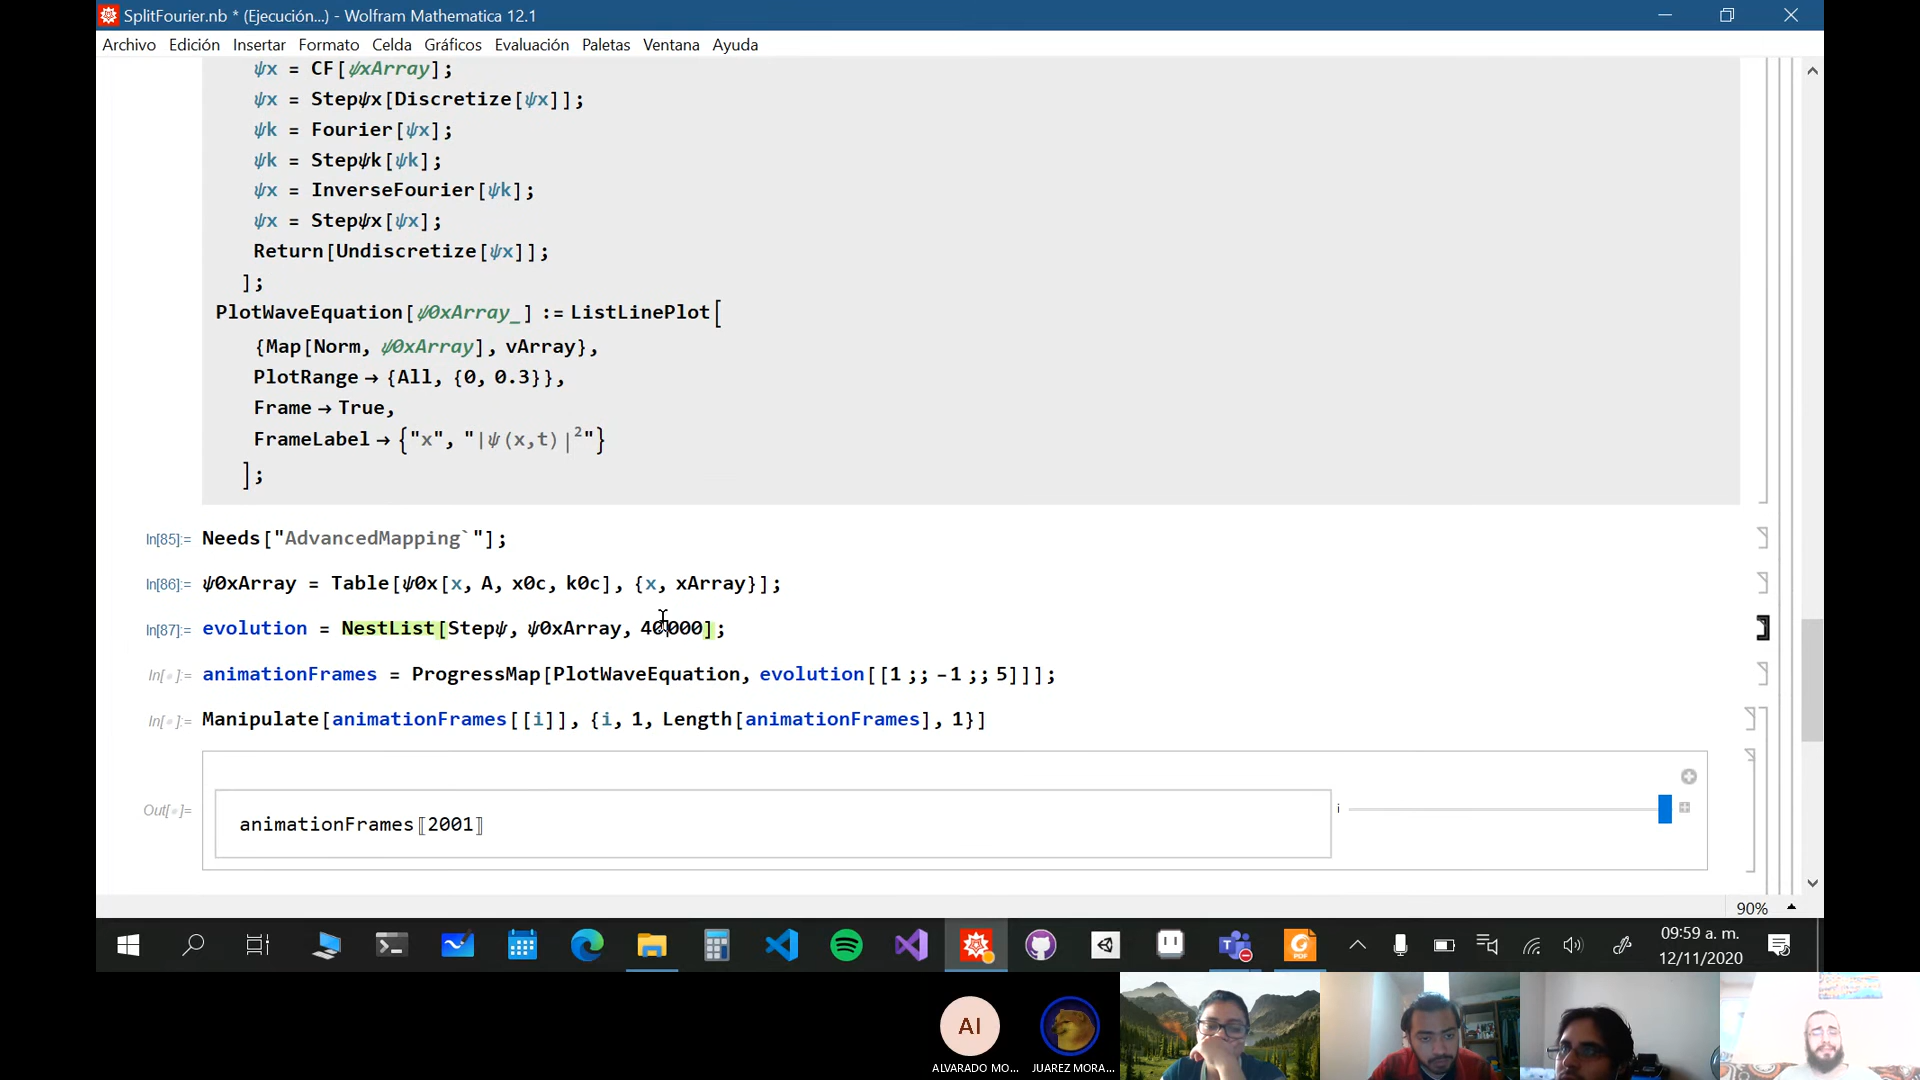 SplitFourier.nb * (Ejecución...) - Wolfram Mathematica 12.1
Archivo Edición Insertar Formato Celda Gráficos Evaluación Paletas Ventana Ayuda
ψx = CF[ψxArray];
ψx = Stepψx[Discretize[ψx]];
ψk = Fourier[ψx];
ψk = Stepψk[ψk];
ψx = InverseFourier[ψk];
ψx = Stepψx[ψx];
Return[Undiscretize[ψx]];
];
PlotWaveEquation[ψ0xArray_] := ListLinePlot[
{Map[Norm, ψ0xArray], vArray},
PlotRange → {All, {0, 0.3}},
Frame → True,
FrameLabel → {"x", "|ψ(x,t)|²"}
];
In[85]:= Needs["AdvancedMapping`"];
In[86]:= ψ0xArray = Table[ψ0x[x, A, x0c, k0c], {x, xArray}];
In[87]:= evolution = NestList[Stepψ, ψ0xArray, 40000];
In[∘]:= animationFrames = ProgressMap[PlotWaveEquation, evolution[[1 ;; -1 ;; 5]]];
In[∘]:= Manipulate[animationFrames[[i]], {i, 1, Length[animationFrames], 1}]
Out[∘]= animationFrames〚2001〛 i
90%
09:59 a. m.
12/11/2020
AI
ALVARADO MO... JUAREZ MORA...